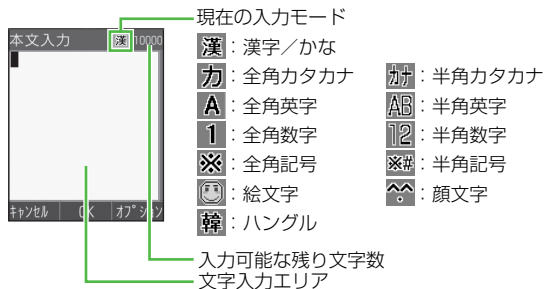 現在の入力モード
本文入力 漢 10000
漢：漢字／かな
カ：全角カタカナ
カナ：半角カタカナ
A：全角英字
AB：半角英字
1：全角数字
12：半角数字
※：全角記号
※#：半角記号
：絵文字
：顔文字
韓：ハングル
キャンセル OK オプション
入力可能な残り文字数
文字入力エリア